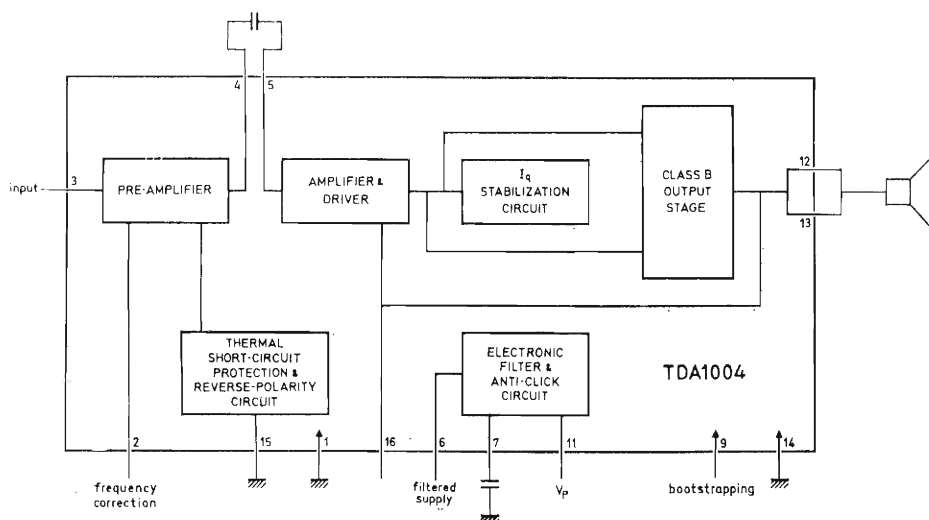 4
5
input
3
PRE-AMPLIFIER
AMPLIFIER &
DRIVER
Iq
STABILIZATION
CIRCUIT
CLASS B
OUTPUT
STAGE
12
13
THERMAL
SHORT-CIRCUIT
PROTECTION &
REVERSE-POLARITY
CIRCUIT
ELECTRONIC
FILTER &
ANTI-CLICK
CIRCUIT
TDA1004
2
15
1
16
6
7
11
9
14
frequency
correction
filtered
supply
VP
bootstrapping